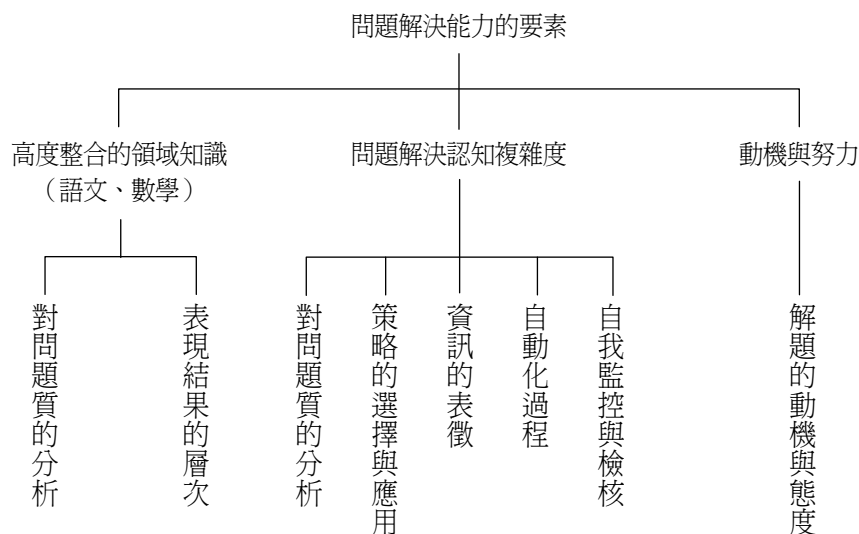 問題解決能力的要素
高度整合的領域知識
（語文、數學）
問題解決認知複雜度
動機與努力
對問題質的分析
表現結果的層次
對問題質的分析
策略的選擇與應用
資訊的表徵
自動化過程
自我監控與檢核
解題的動機與態度